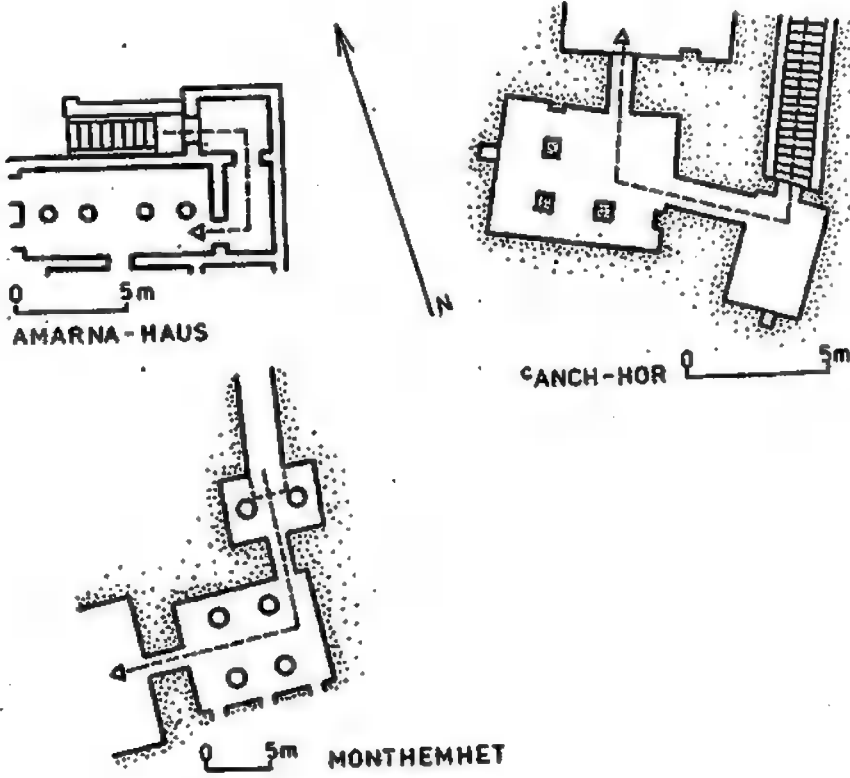 N
0 5m
AMARNA-HAUS
0 5m
ᶜANCH-HOR
0 5m
MONTHEMHET